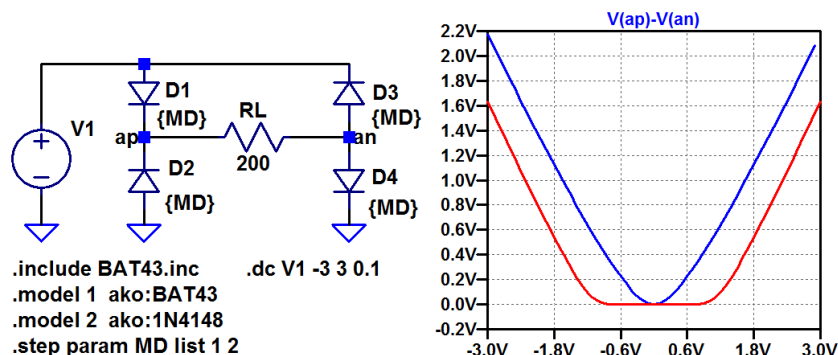 V(ap)-V(an)
D1
{MD}
D3
{MD}
RL
200
V1
ap
an
D2
{MD}
D4
{MD}
.include BAT43.inc
.dc V1 -3 3 0.1
.model 1 ako:BAT43
.model 2 ako:1N4148
.step param MD list 1 2
2.2V
2.0V
1.8V
1.6V
1.4V
1.2V
1.0V
0.8V
0.6V
0.4V
0.2V
0.0V
-0.2V
-3.0V -1.8V -0.6V 0.6V 1.8V 3.0V